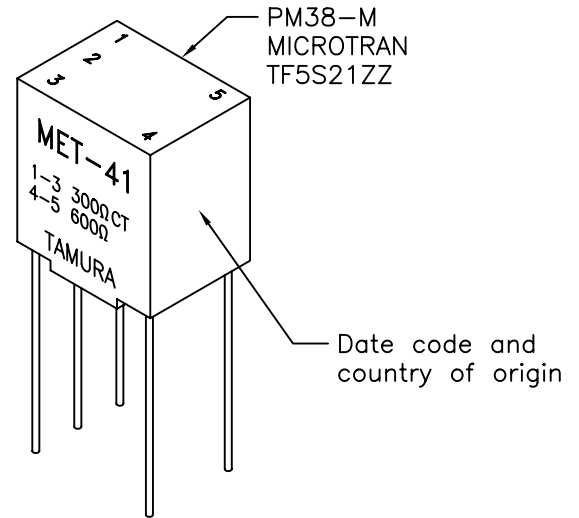 PM38-M
MICROTRAN
TF5S21ZZ
1
2
3
5
4
MET-41
1-3 300Ω CT
4-5 600Ω
TAMURA
Date code and
country of origin